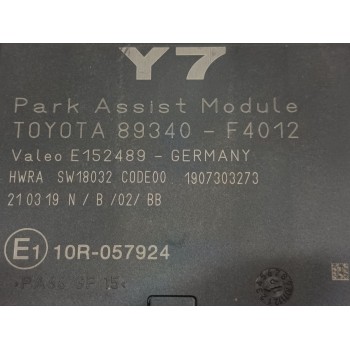 Y7
Park Assist Module
TOYOTA 89340 - F4012
Valeo E152489 - GERMANY
HWRA SW18032 CODE00 1907303273
210319 N / B /02/ BB
E1 10R-057924